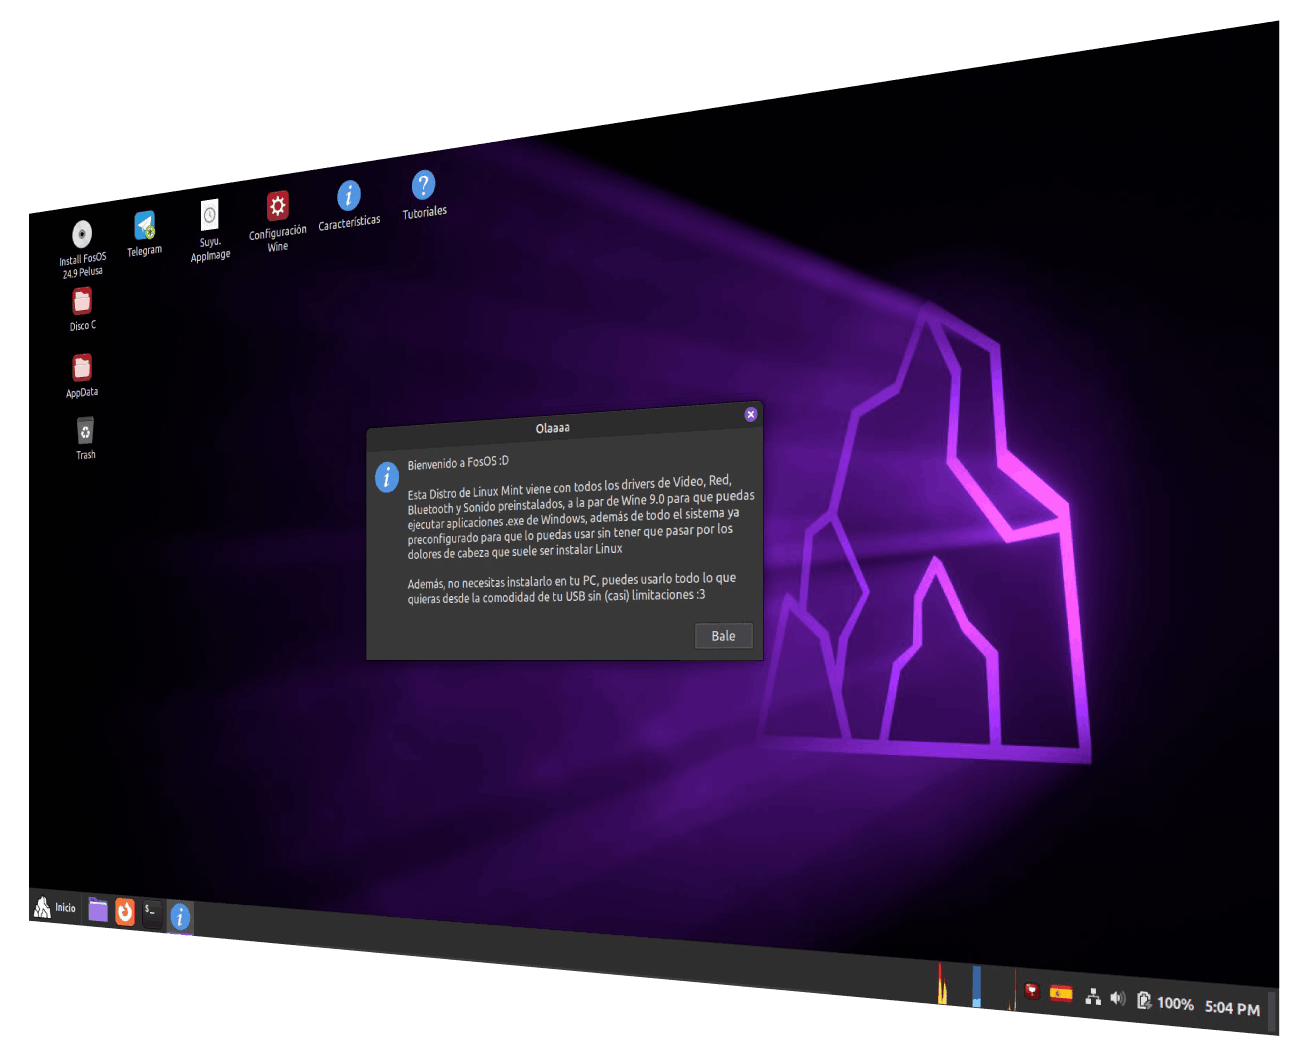 Install FosOS
24.9 Pelusa
Telegram
Suyu.
AppImage
Configuración
Wine
Características
Tutoriales
Disco C
AppData
Trash
Olaaaa
Bienvenido a FosOS :D
Esta Distro de Linux Mint viene con todos los drivers de Video, Red,
Bluetooth y Sonido preinstalados, a la par de Wine 9.0 para que puedas
ejecutar aplicaciones .exe de Windows, además de todo el sistema ya
preconfigurado para que lo puedas usar sin tener que pasar por los
dolores de cabeza que suele ser instalar Linux
Además, no necesitas instalarlo en tu PC, puedes usarlo todo lo que
quieras desde la comodidad de tu USB sin (casi) limitaciones :3
Bale
Inicio
$_
100%
5:04 PM